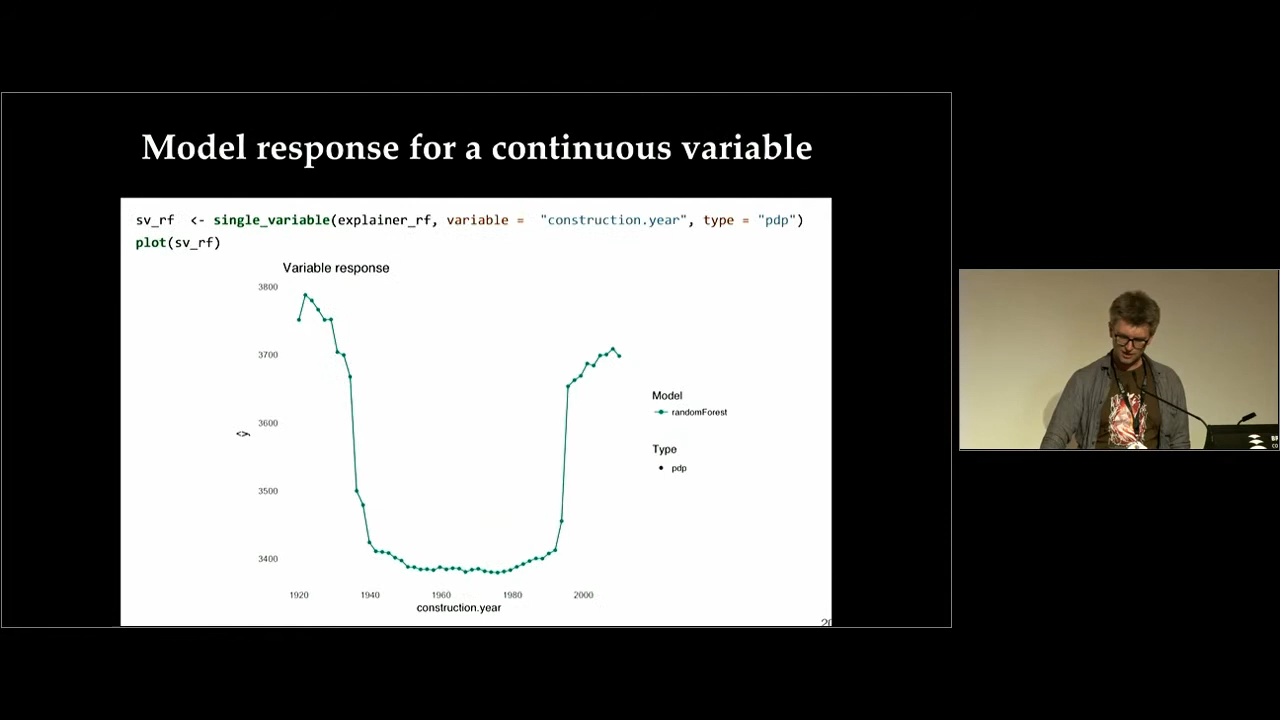 Model response for a continuous variable
sv_rf <- single_variable(explainer_rf, variable = "construction.year", type = "pdp")
plot(sv_rf)
Variable response
3800
3700
3600
3500
3400
ŷ
1920 1940 1960 1980 2000
construction.year
Model
randomForest
Type
pdp